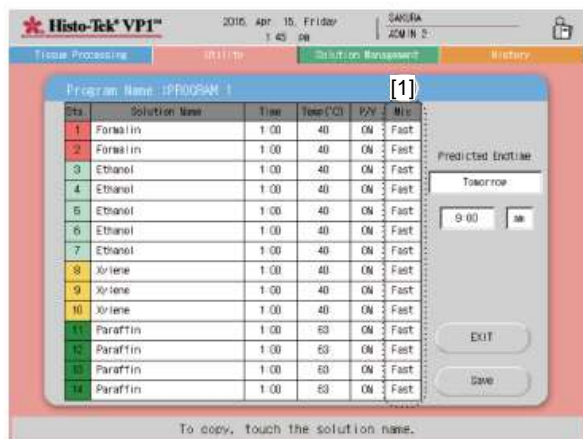 Histo-Tek® VP1™
2016, Apr 15, Friday
1:45 PM
SAKURA
ADMIN 2
Tissue Processing Utility Solution Management History
Program Name :PROGRAM 1
[1]
Sta. Solution Name Time Temp(°C) P/V Mix
1 Formalin 1:00 40 ON Fast
2 Formalin 1:00 40 ON Fast
3 Ethanol 1:00 40 ON Fast
4 Ethanol 1:00 40 ON Fast
5 Ethanol 1:00 40 ON Fast
6 Ethanol 1:00 40 ON Fast
7 Ethanol 1:00 40 ON Fast
8 Xylene 1:00 40 ON Fast
9 Xylene 1:00 40 ON Fast
10 Xylene 1:00 40 ON Fast
11 Paraffin 1:00 63 ON Fast
12 Paraffin 1:00 63 ON Fast
13 Paraffin 1:00 63 ON Fast
14 Paraffin 1:00 63 ON Fast
Predicted Endtime
Tomorrow
9:00 am
EXIT
Save
To copy, touch the solution name.